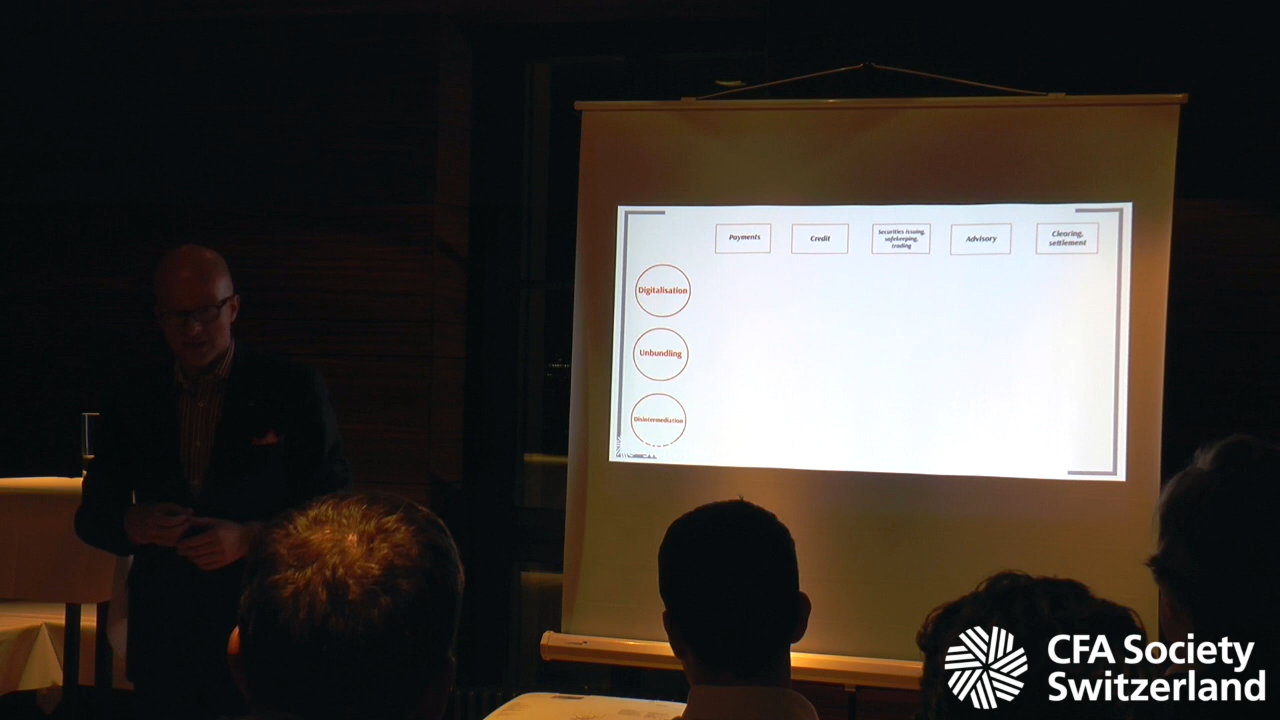 Payments
Credit
Securities issuing,
safekeeping,
trading
Advisory
Clearing,
settlement
Digitalisation
Unbundling
Disintermediation
CFA Society
Switzerland